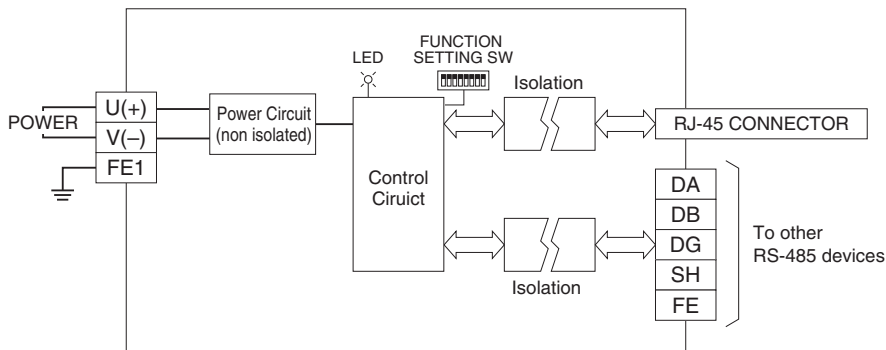 FUNCTION
SETTING SW
LED
Isolation
POWER
U(+)
V(–)
FE1
Power Circuit
(non isolated)
Control
Ciruict
RJ-45 CONNECTOR
DA
DB
DG
SH
FE
To other
RS-485 devices
Isolation